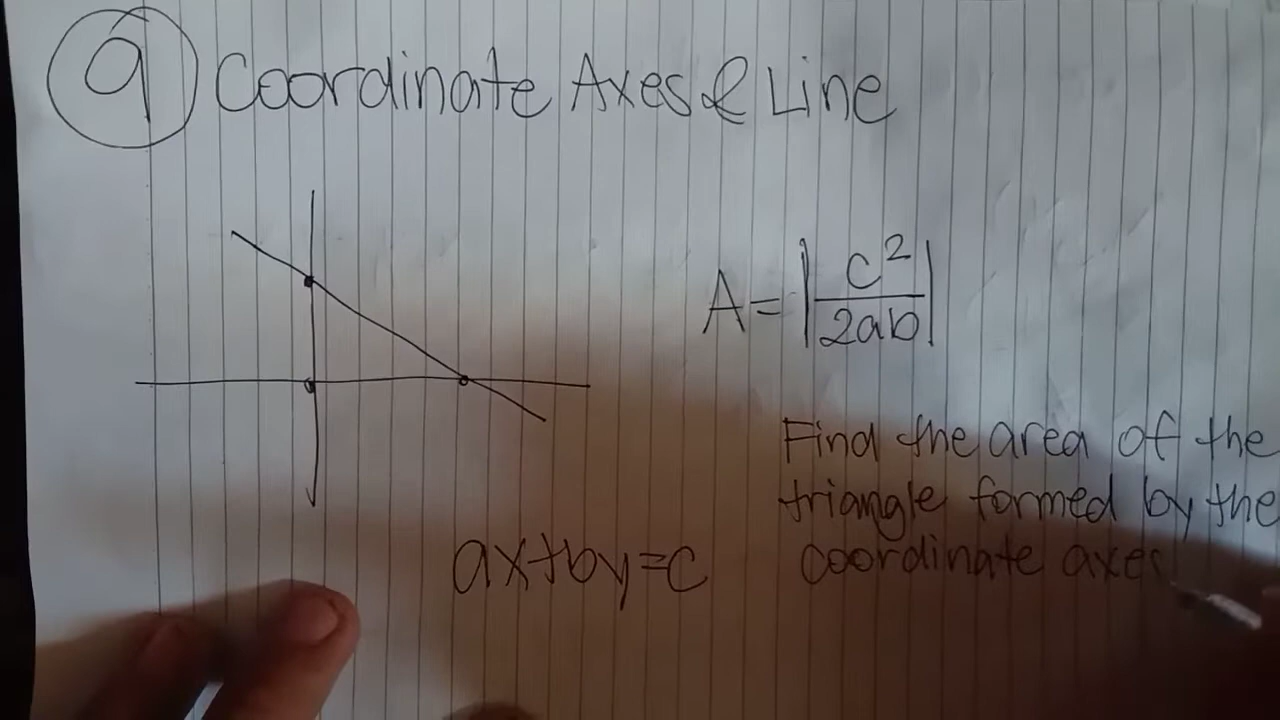 9 Coordinate Axes & Line
A = |c²/2ab|
Find the area of the
triangle formed by the
coordinate axes
ax+by=c